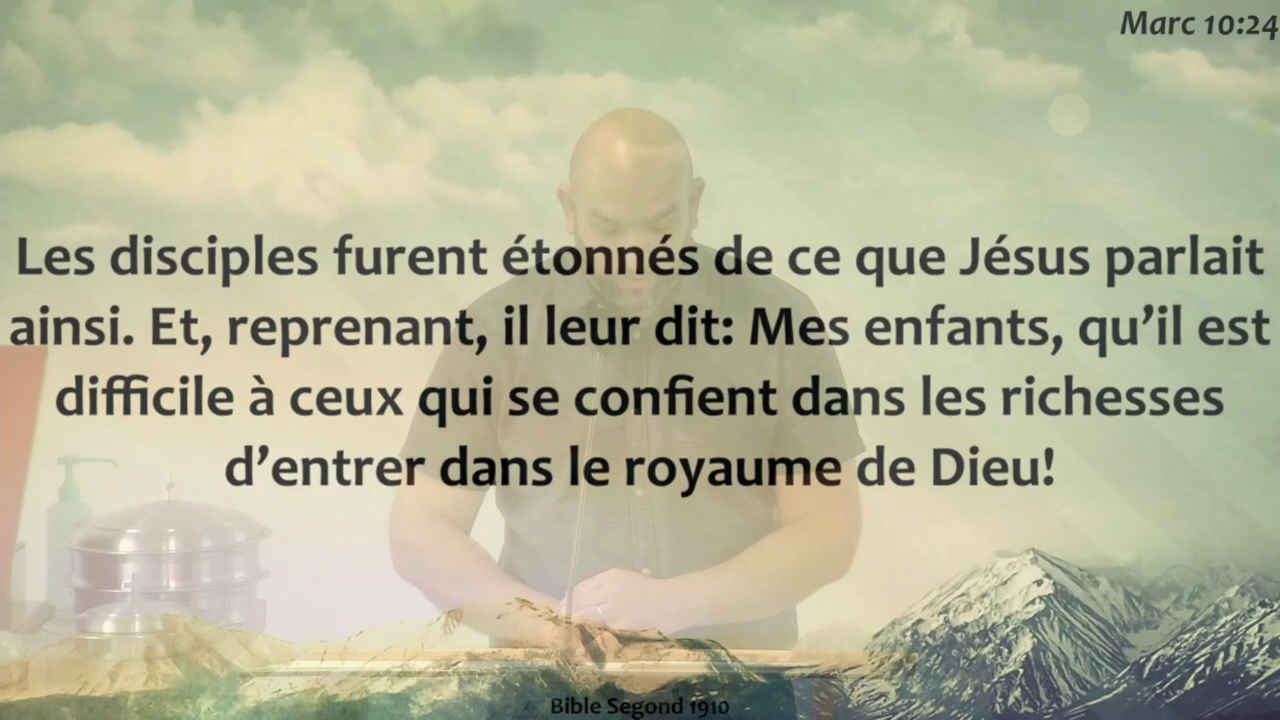 Marc 10:24
Les disciples furent étonnés de ce que Jésus parlait
ainsi. Et, reprenant, il leur dit: Mes enfants, qu’il est
difficile à ceux qui se confient dans les richesses
d’entrer dans le royaume de Dieu!
Bible Segond 1910